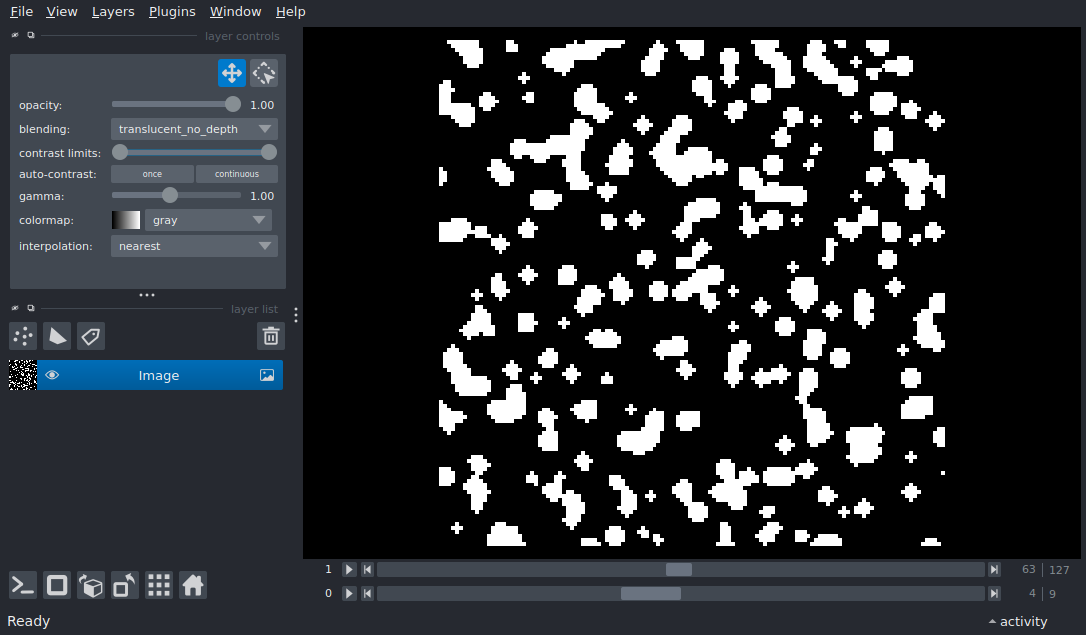 File View Layers Plugins Window Help
layer controls
opacity: 1.00
blending: translucent_no_depth
contrast limits:
auto-contrast: once continuous
gamma: 1.00
colormap: gray
interpolation: nearest
layer list
Image
1 63 127
0 4 9
Ready activity